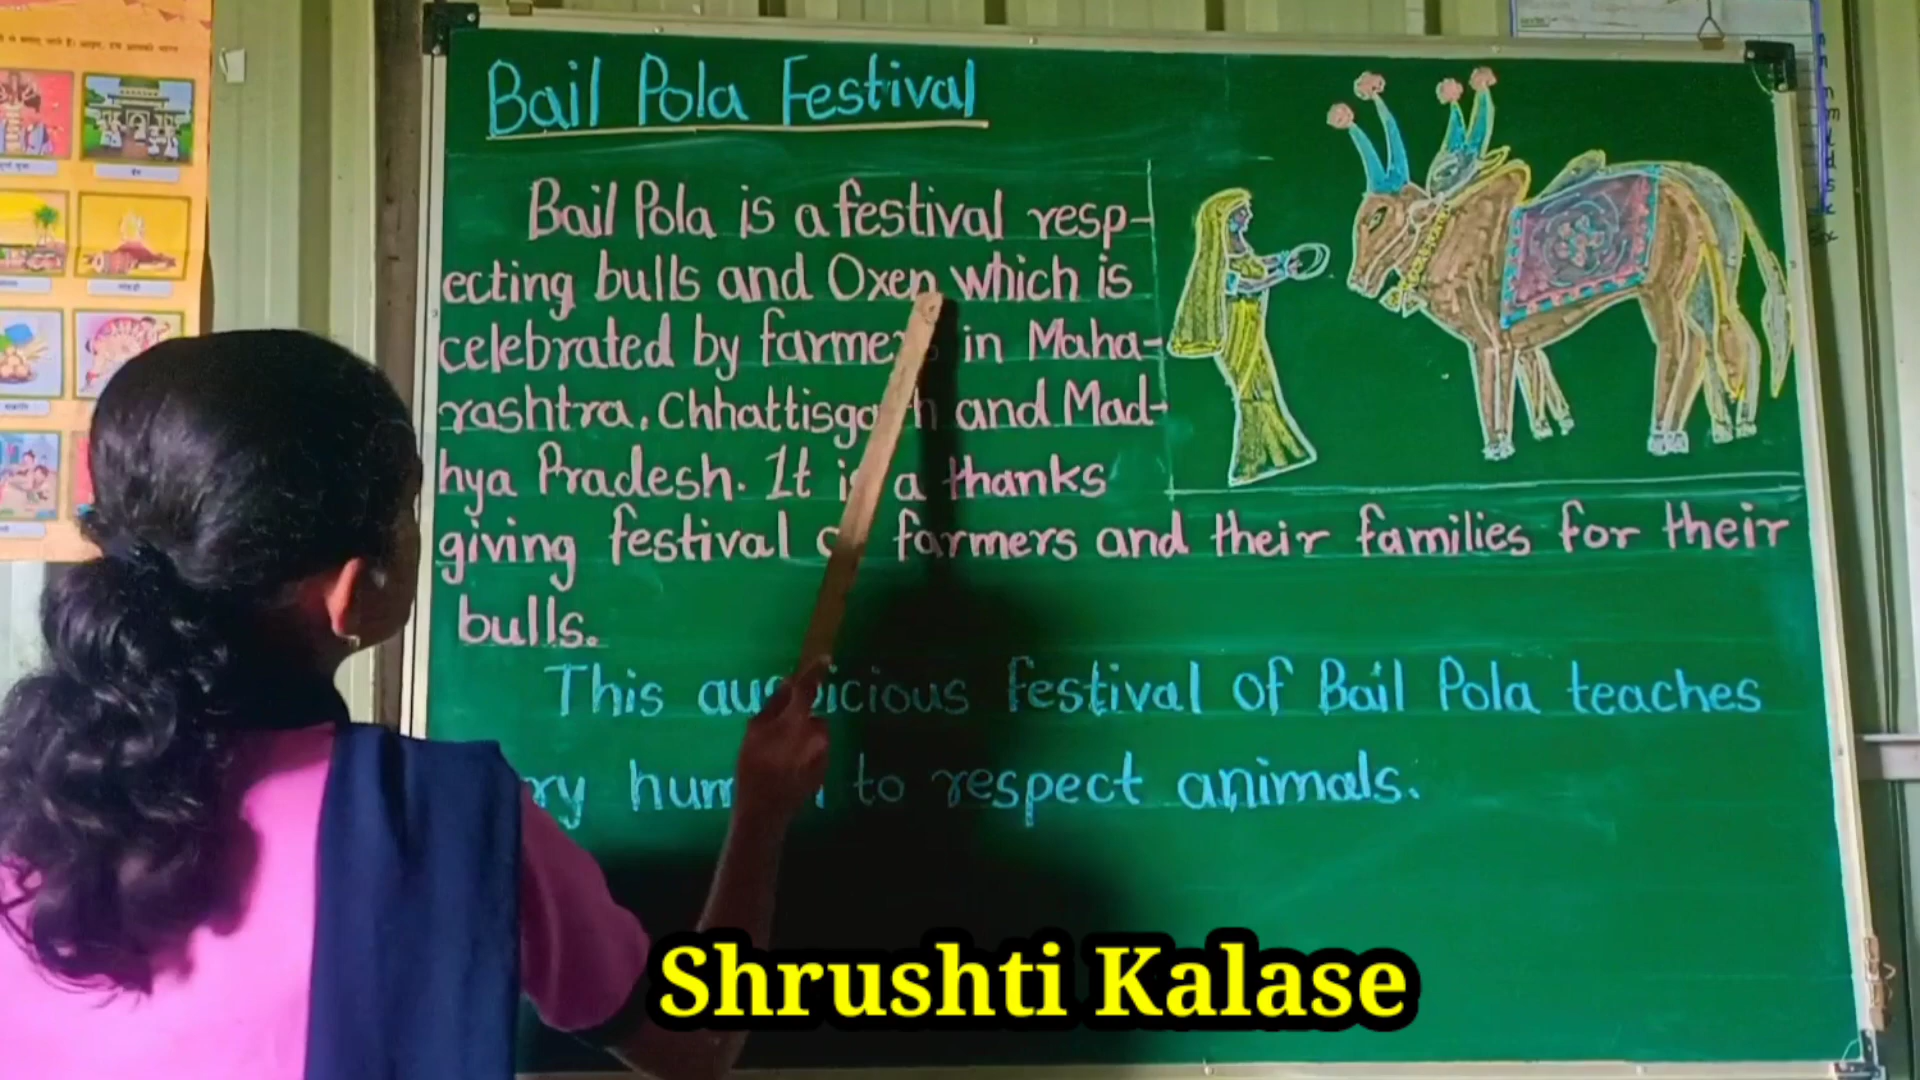 Bail Pola Festival
Bail Pola is a festival resp-
ecting bulls and Oxen which is
celebrated by farmers in Maha-
rashtra, Chhattisgarh and Mad-
hya Pradesh. It is a thanks
giving festival of farmers and their families for their
bulls.
This auspicious festival of Bail Pola teaches
ry human to respect animals.
Shrushti Kalase